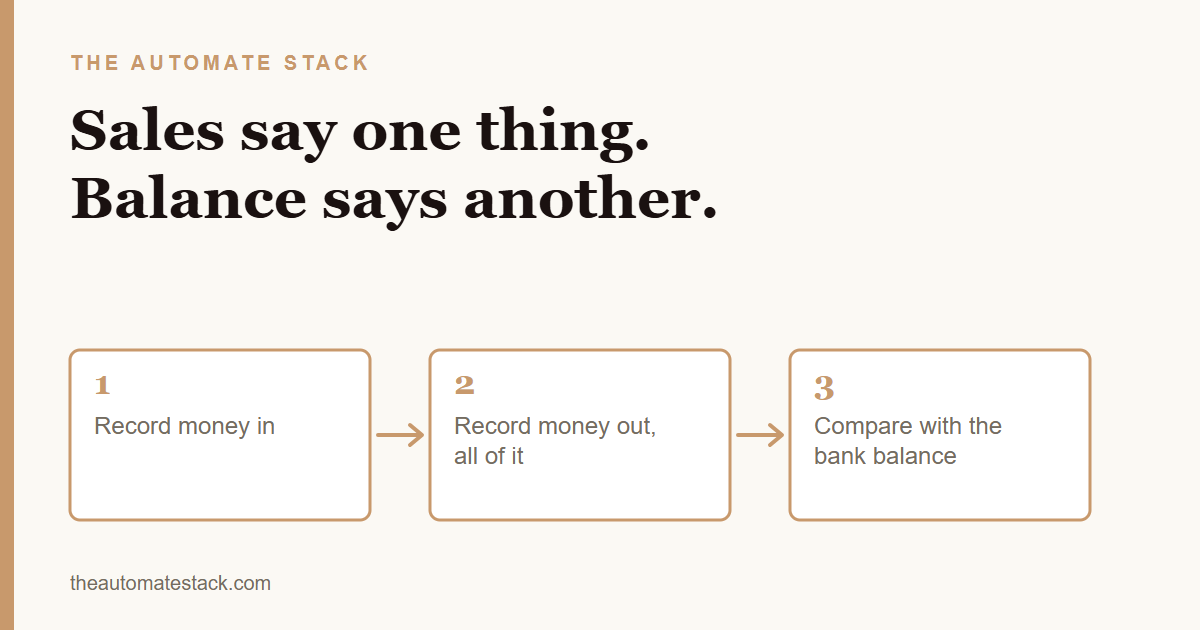 THE AUTOMATE STACK
Sales say one thing.
Balance says another.
1
Record money in
2
Record money out,
all of it
3
Compare with the
bank balance
theautomatestack.com